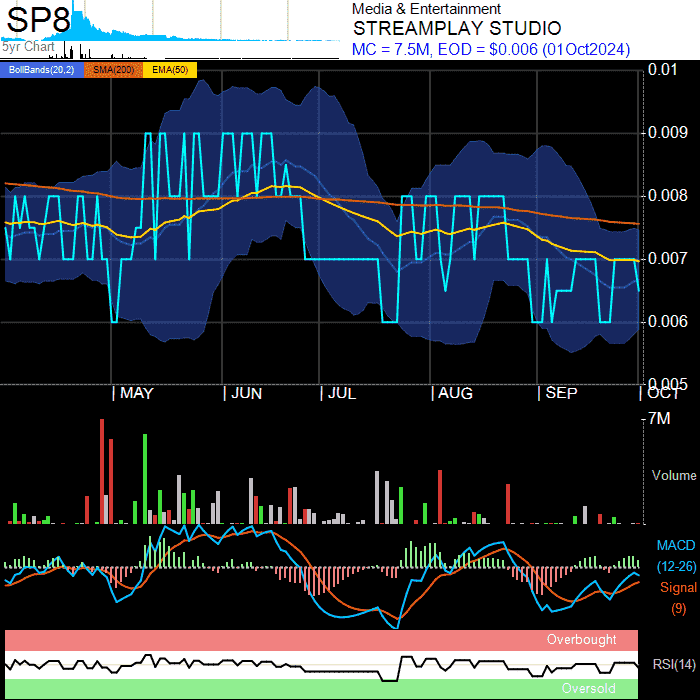 SP8
5yr Chart
Media & Entertainment
STREAMPLAY STUDIO
MC = 7.5M, EOD = $0.006 (01Oct2024)
BollBands(20,2) SMA(200) EMA(50)
0.01
0.009
0.008
0.007
0.006
0.005
MAY JUN JUL AUG SEP OCT
7M
Volume
MACD
(12-26)
Signal
(9)
Overbought
RSI(14)
Oversold